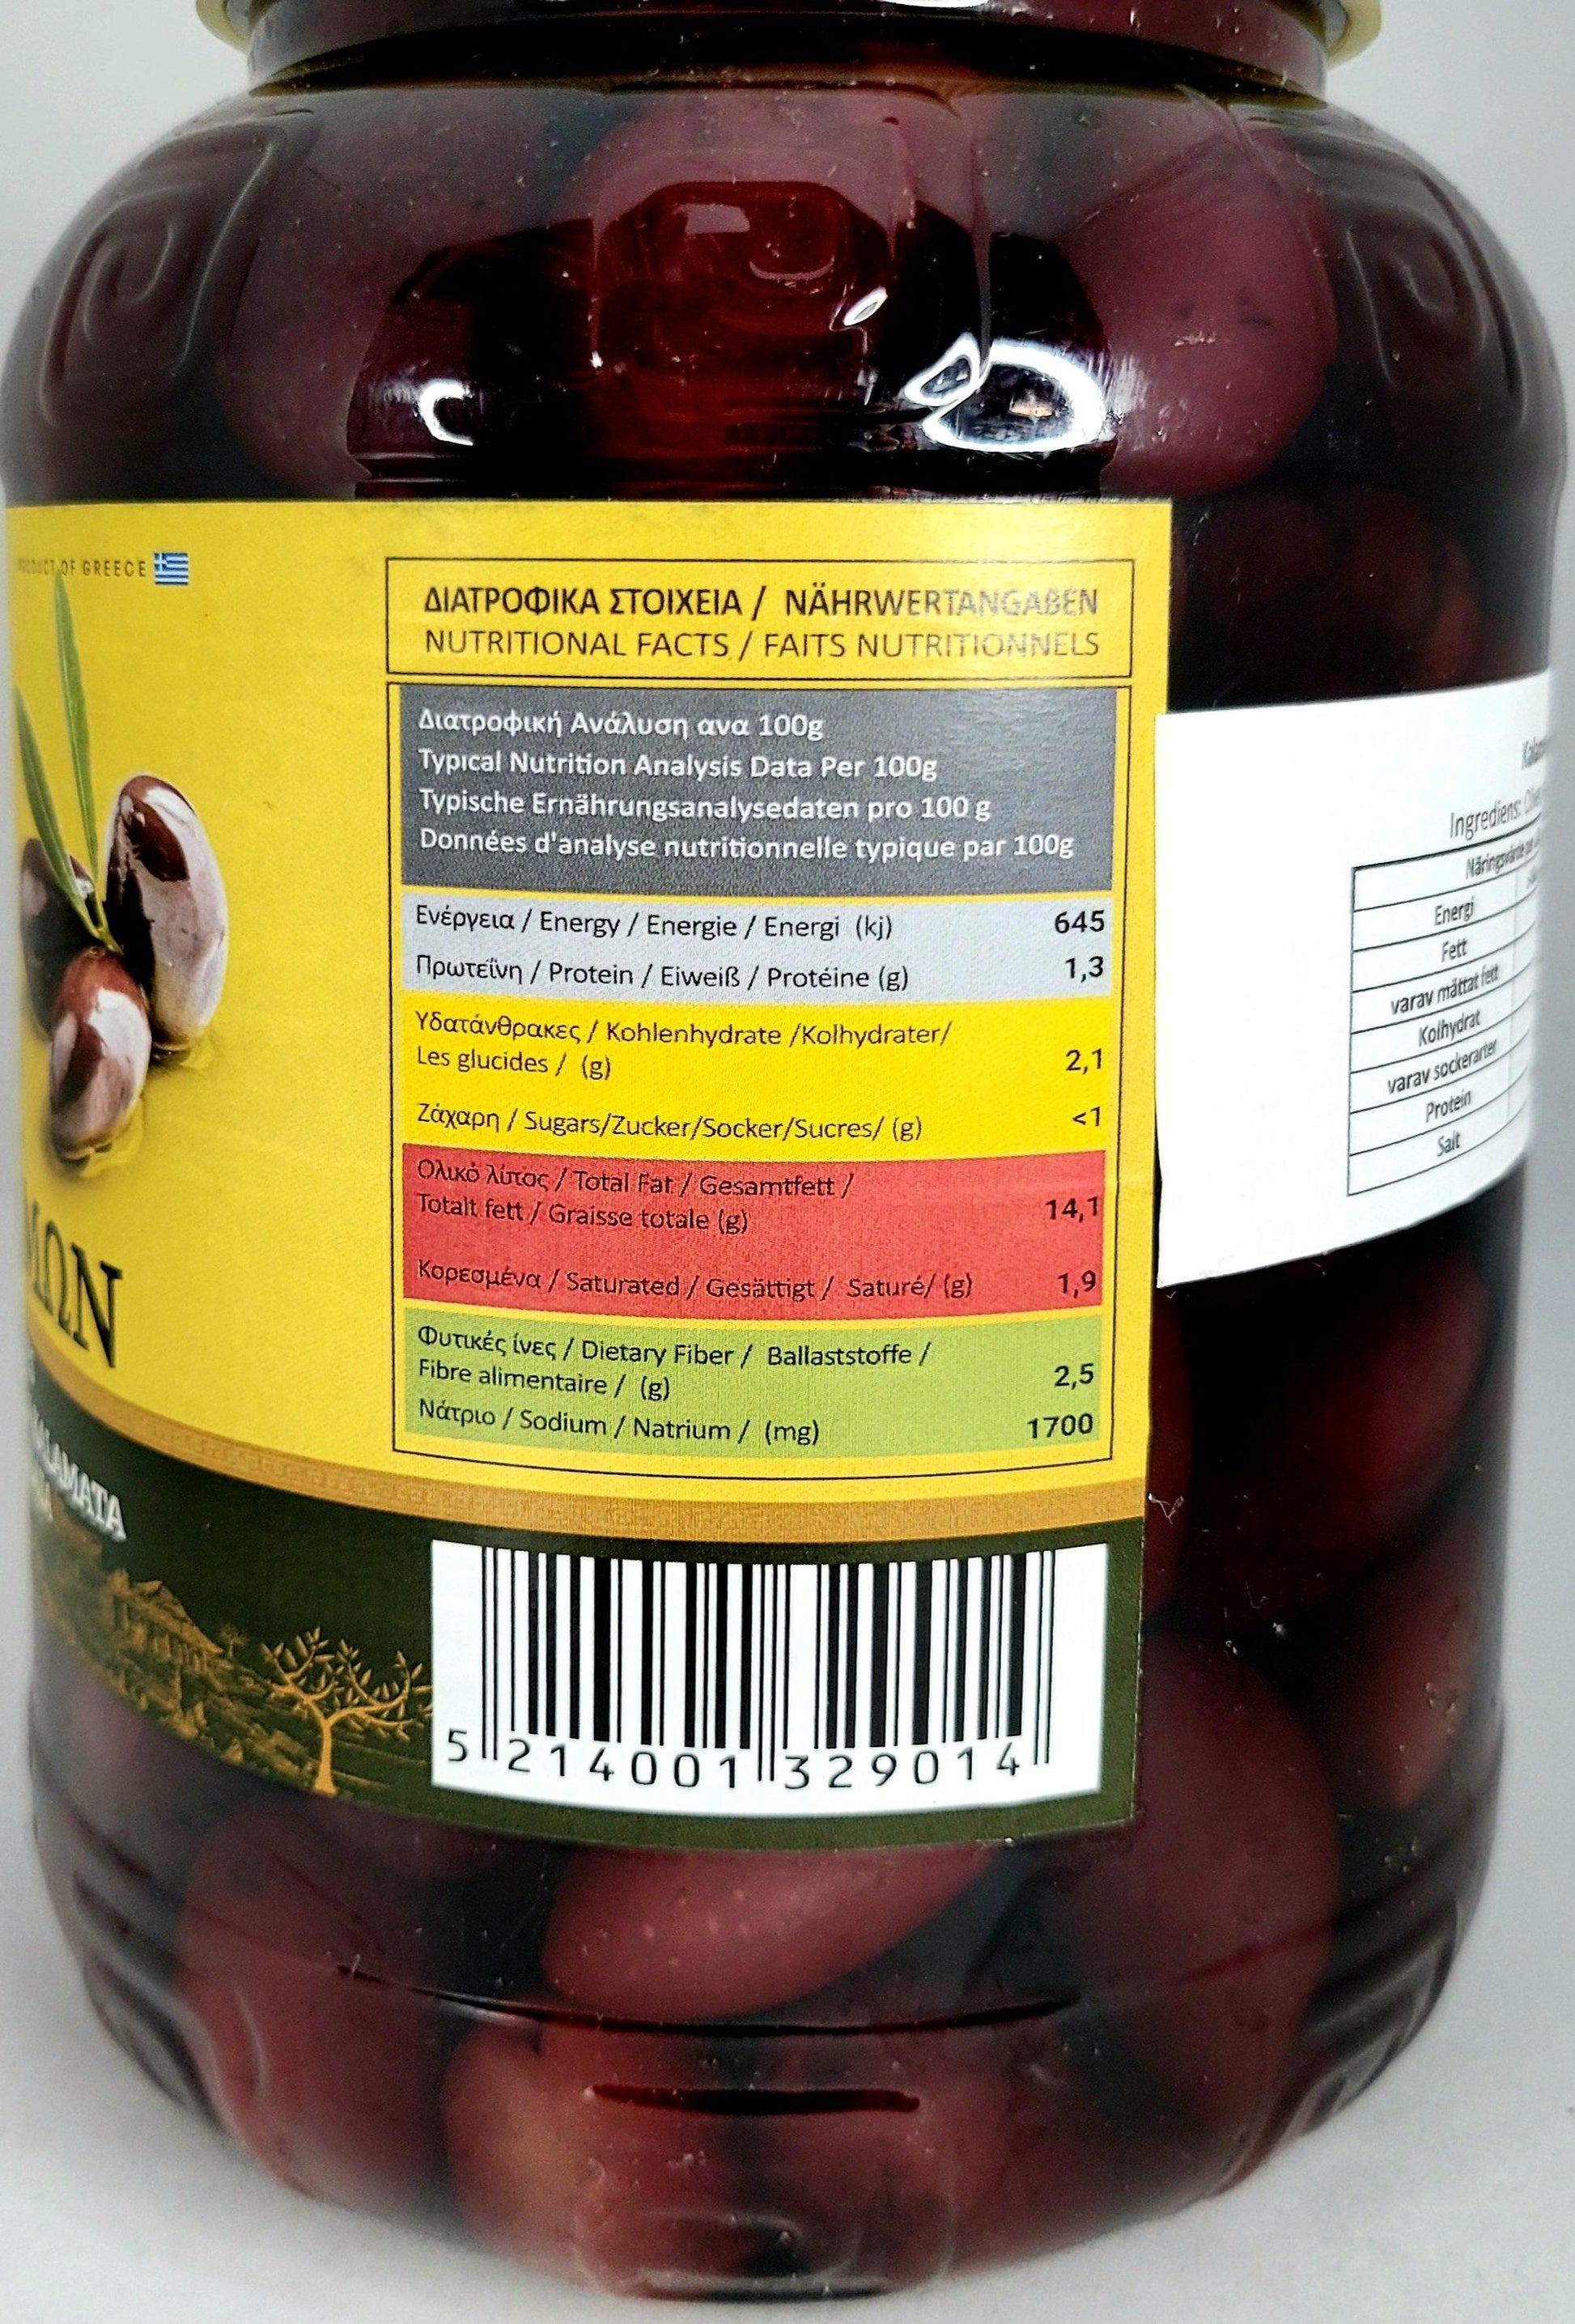 PRODUCT OF GREECE
ΜΩΝ
KALAMATA
ΔΙΑΤΡΟΦΙΚΑ ΣΤΟΙΧΕΙΑ / NÄHRWERTANGABEN
NUTRITIONAL FACTS / FAITS NUTRITIONNELS
Διατροφική Ανάλυση ανα 100g
Typical Nutrition Analysis Data Per 100g
Typische Ernährungsanalysedaten pro 100 g
Données d'analyse nutritionnelle typique par 100g
Ενέργεια / Energy / Energie / Energi (kj) 645
Πρωτεΐνη / Protein / Eiweiß / Protéine (g) 1,3
Υδατάνθρακες / Kohlenhydrate /Kolhydrater/
Les glucides / (g) 2,1
Ζάχαρη / Sugars/Zucker/Socker/Sucres/ (g) <1
Ολικό λίπος / Total Fat / Gesamtfett /
Totalt fett / Graisse totale (g) 14,1
Κορεσμένα / Saturated / Gesättigt / Saturé/ (g) 1,9
Φυτικές ίνες / Dietary Fiber / Ballaststoffe /
Fibre alimentaire / (g) 2,5
Νάτριο / Sodium / Natrium / (mg) 1700
5 214001 329014
Ingrediens:
Energi
Fett
varav mättat fett
Kolhydrat
varav sockerarter
Protein
Salt